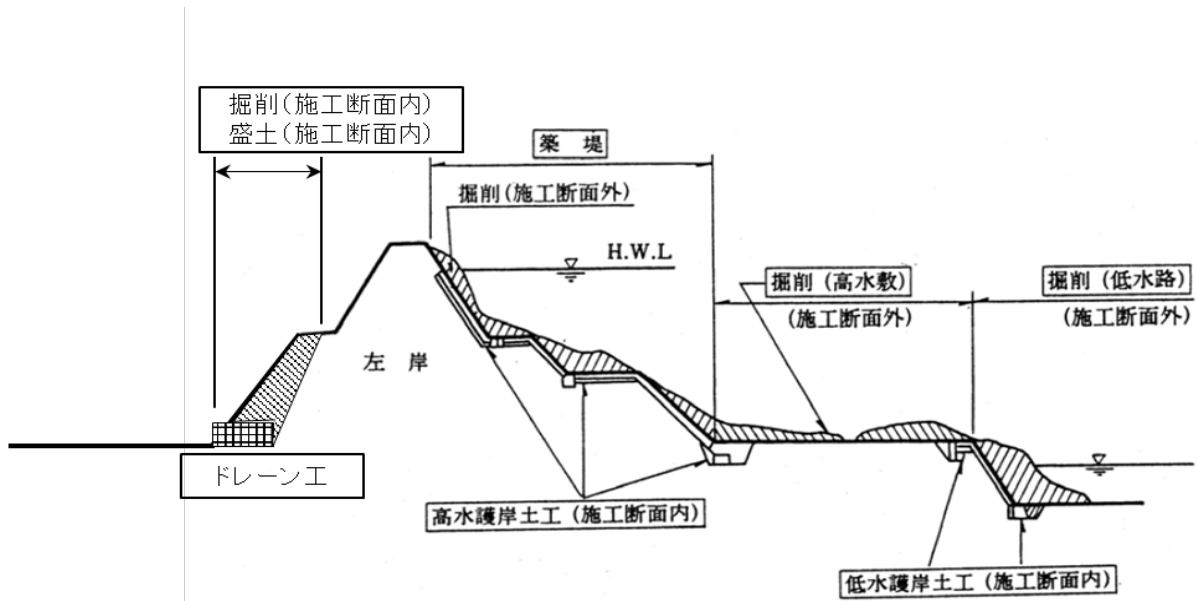 掘削(施工断面内)
盛土(施工断面内)
築 堤
掘削(施工断面外)
H.W.L
掘削(高水敷)
(施工断面外)
掘削(低水路)
(施工断面外)
左 岸
ドレーン工
高水護岸土工(施工断面内)
低水護岸土工(施工断面内)